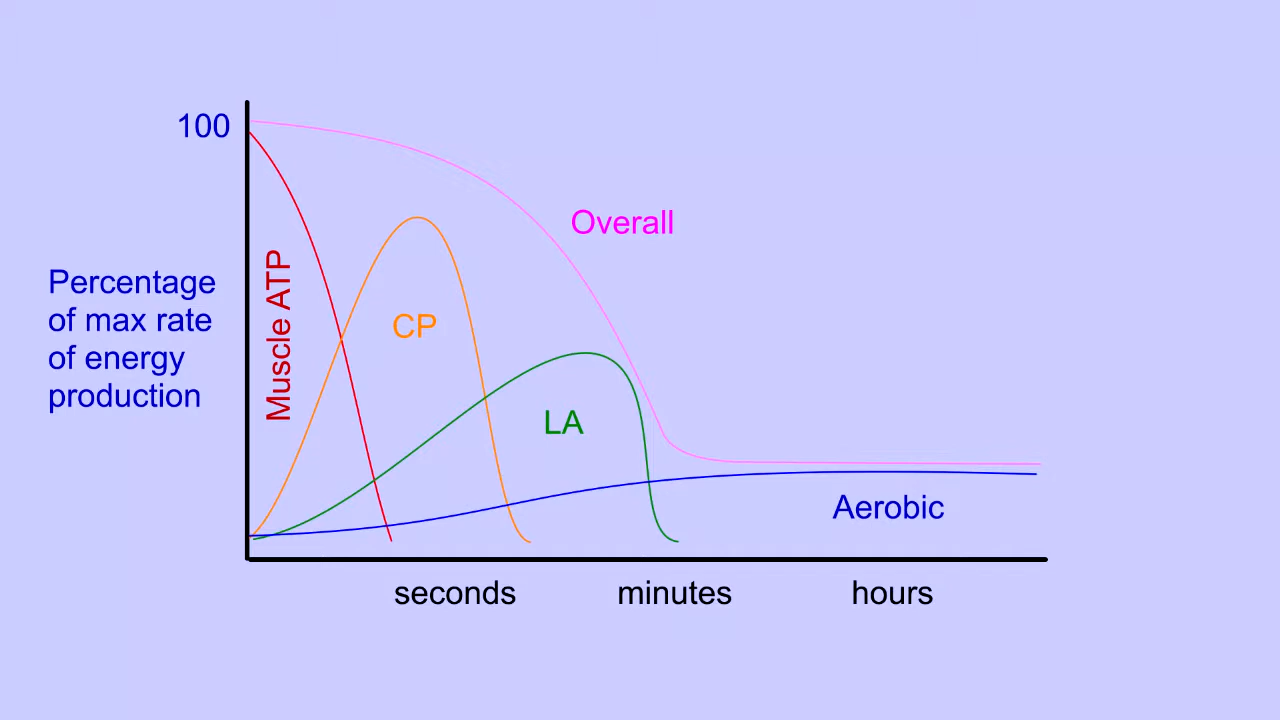 100
Overall
Percentage
of max rate
of energy
production
Muscle ATP
CP
LA
Aerobic
seconds
minutes
hours